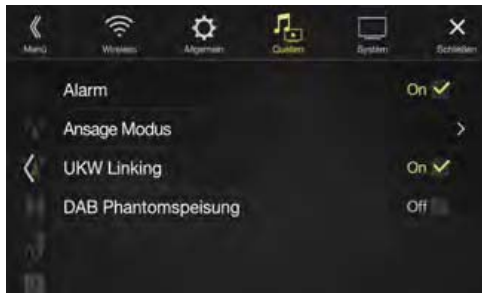 Menü Wireless Allgemein Quellen System Schließen
Alarm On
Ansage Modus
UKW Linking On
DAB Phantomspeisung Off